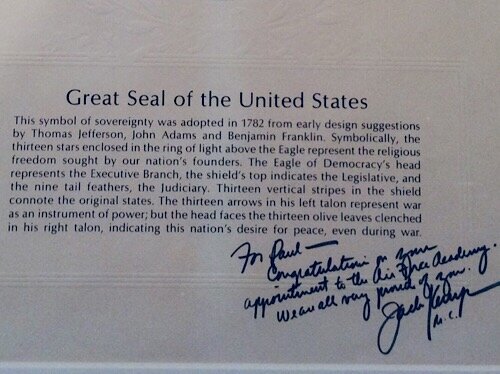 Great Seal of the United States
This symbol of sovereignty was adopted in 1782 from early design suggestions
by Thomas Jefferson, John Adams and Benjamin Franklin. Symbolically, the
thirteen stars enclosed in the ring of light above the Eagle represent the religious
freedom sought by our nation's founders. The Eagle of Democracy's head
represents the Executive Branch, the shield's top indicates the Legislative, and
the nine tail feathers, the Judiciary. Thirteen vertical stripes in the shield
connote the original states. The thirteen arrows in his left talon represent war
as an instrument of power; but the head faces the thirteen olive leaves clenched
in his right talon, indicating this nation's desire for peace, even during war.
For Paul —
Congratulations on your
appointment to the Air Force Academy.
We are all very proud of you.
Jack Kemp
M.C.